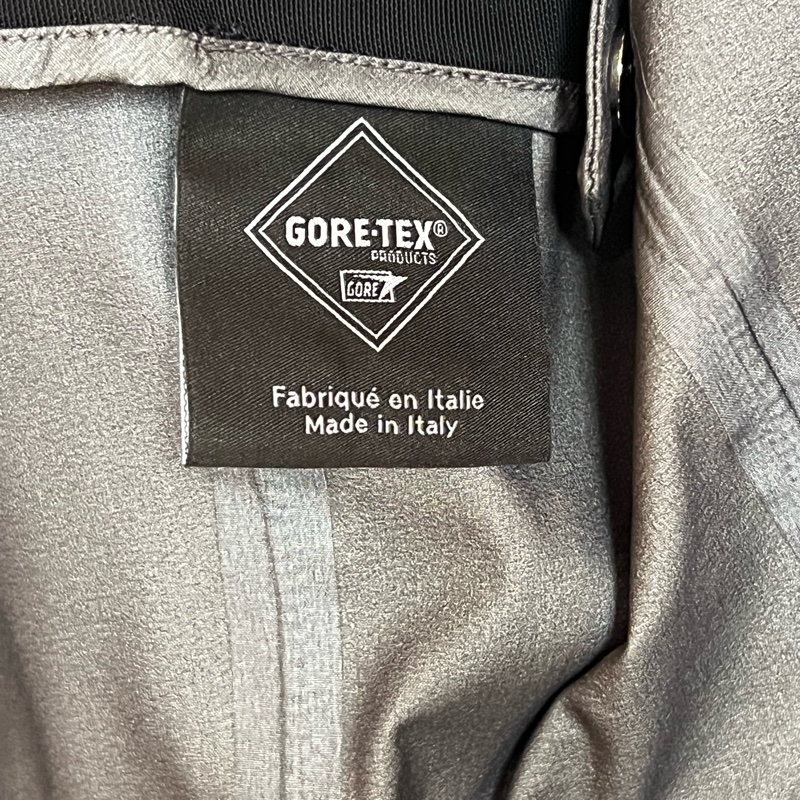 GORE-TEX®
PRODUCTS
GORE
Fabriqué en Italie
Made in Italy